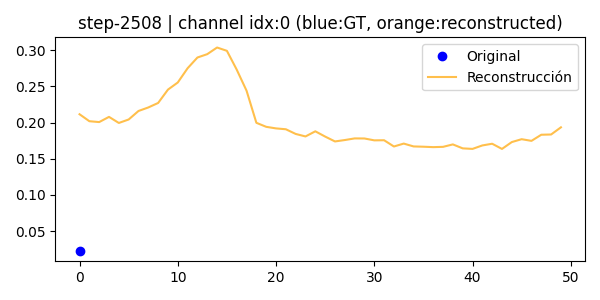 step-2508 | channel idx:0 (blue:GT, orange:reconstructed)
0.30
0.25
0.20
0.15
0.10
0.05
Original
Reconstrucción
0 10 20 30 40 50